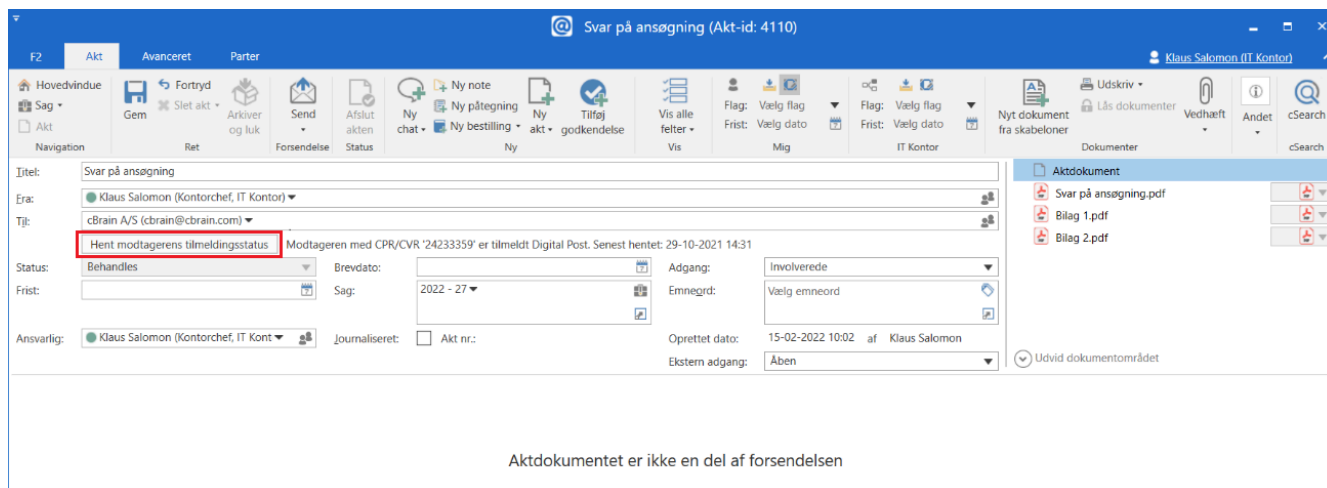 Svar på ansøgning (Akt-id: 4110)
F2 Akt Avanceret Parter Klaus Salomon (IT Kontor)
Hovedvindue
Sag
Akt
Navigation
Gem
Fortryd
Slet akt
Arkiver og luk
Ret
Send
Forsendelse
Afslut akten
Status
Ny chat
Ny note
Ny påtegning
Ny bestilling
Ny akt
Tilføj godkendelse
Ny
Vis alle felter
Vis
Flag: Vælg flag
Frist: Vælg dato
Mig
Flag: Vælg flag
Frist: Vælg dato
IT Kontor
Nyt dokument fra skabeloner
Udskriv
Lås dokumenter
Vedhæft
Dokumenter
Andet
cSearch
cSearch
Titel: Svar på ansøgning
Fra: Klaus Salomon (Kontorchef, IT Kontor)
Til: cBrain A/S (cbrain@cbrain.com)
Hent modtagerens tilmeldingsstatus Modtageren med CPR/CVR '24233359' er tilmeldt Digital Post. Senest hentet: 29-10-2021 14:31
Status: Behandles Brevdato: Adgang: Involverede
Frist: Sag: 2022 - 27 Emneord: Vælg emneord
Ansvarlig: Klaus Salomon (Kontorchef, IT Kont Journaliseret: Akt nr.: Oprettet dato: 15-02-2022 10:02 af Klaus Salomon
Ekstern adgang: Åben
Aktdokument
Svar på ansøgning.pdf
Bilag 1.pdf
Bilag 2.pdf
Udvid dokumentområdet
Aktdokumentet er ikke en del af forsendelsen